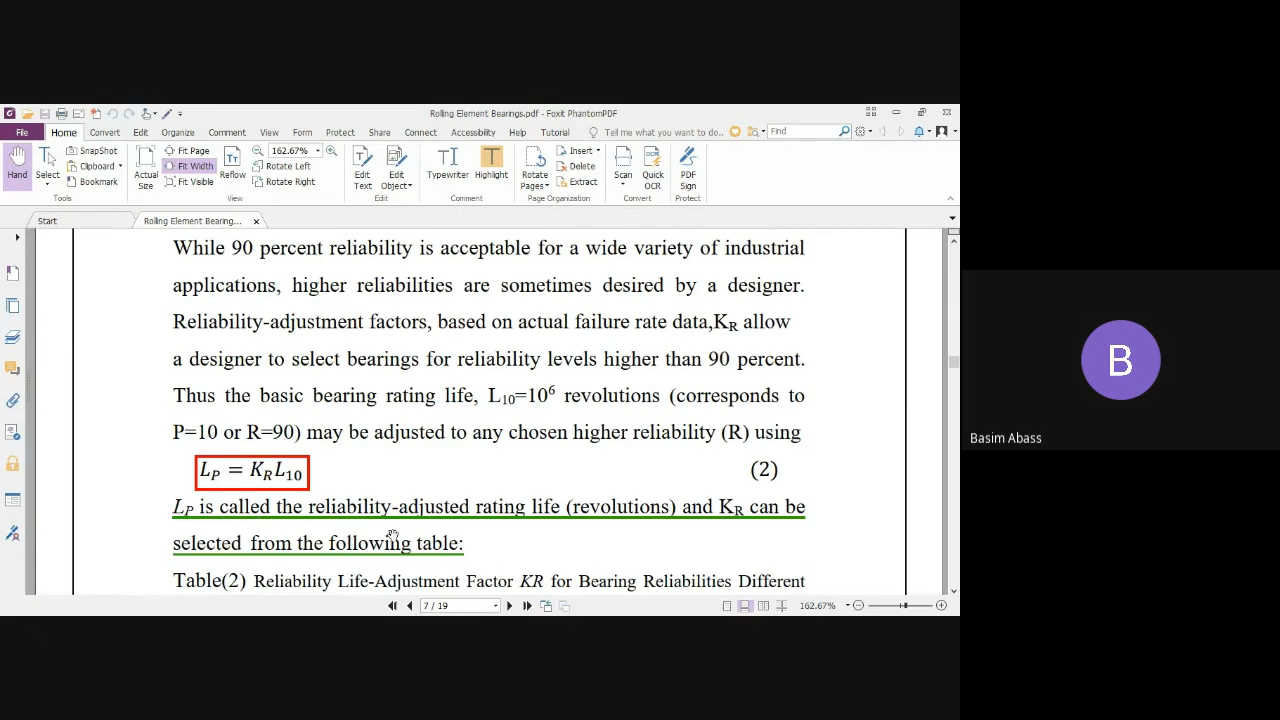 Rolling Element Bearings.pdf - Foxit PhantomPDF
File Home Convert Edit Organize Comment View Form Protect Share Connect Accessibility Help Tutorial Tell me what you want to do.. Find
Hand
Select
SnapShot
Clipboard
Bookmark
Tools
Actual Size
Fit Page
Fit Width
Fit Visible
Reflow
162.67%
Rotate Left
Rotate Right
View
Edit Text
Edit Object
Edit
Typewriter
Highlight
Comment
Rotate Pages
Insert
Delete
Extract
Page Organization
Scan
Quick OCR
Convert
PDF Sign
Protect
Start
Rolling Element Bearing...
While 90 percent reliability is acceptable for a wide variety of industrial
applications, higher reliabilities are sometimes desired by a designer.
Reliability-adjustment factors, based on actual failure rate data,K_R allow
a designer to select bearings for reliability levels higher than 90 percent.
Thus the basic bearing rating life, L₁₀=10⁶ revolutions (corresponds to
P=10 or R=90) may be adjusted to any chosen higher reliability (R) using
L_P = K_R L₁₀ (2)
L_P is called the reliability-adjusted rating life (revolutions) and K_R can be
selected from the following table:
Table(2) Reliability Life-Adjustment Factor KR for Bearing Reliabilities Different
7 / 19
162.67%
B
Basim Abass